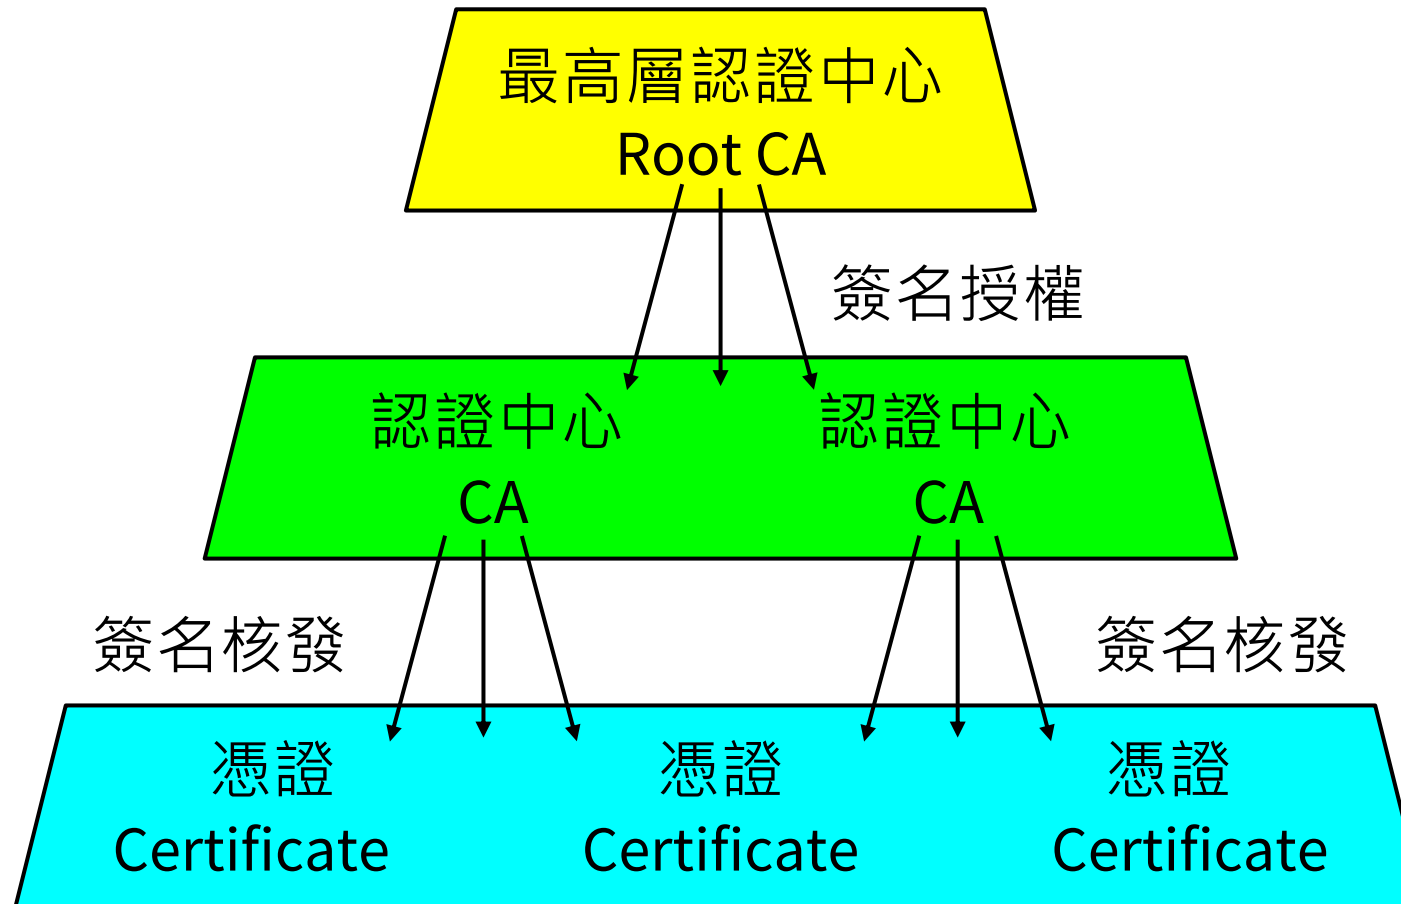 最高層認證中心
Root CA
簽名授權
認證中心 認證中心
CA CA
簽名核發 簽名核發
憑證 憑證 憑證
Certificate Certificate Certificate